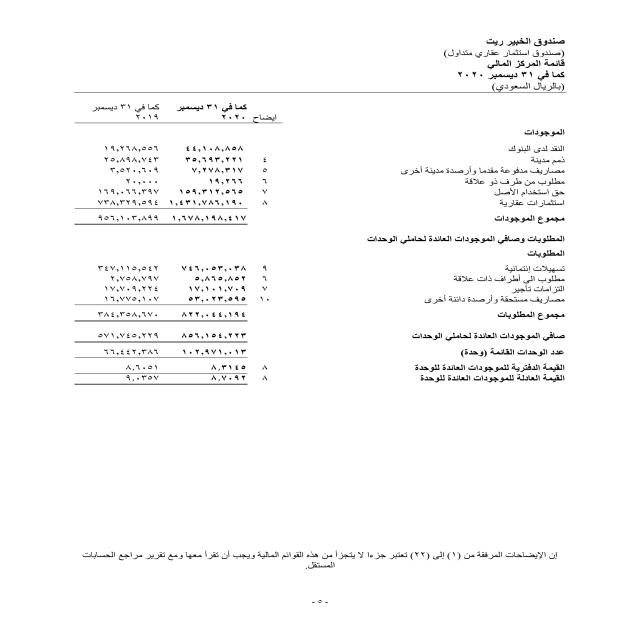 صندوق الخبير ريت
(صندوق استثمار عقاري متداول)
قائمة المركز المالي
كما في ٣١ ديسمبر ٢٠٢٠
(بالريال السعودي)
ايضاح كما في ٣١ ديسمبر ٢٠٢٠ كما في ٣١ ديسمبر ٢٠١٩
الموجودات
النقد لدى البنوك ٤٤,١٠٨,٨٥٨ ١٩,٢٦٨,٥٥٦
ذمم مدينة ٤ ٣٥,٦٩٣,٢٢١ ٢٥,٨٩٨,٧٤٣
مصاريف مدفوعة مقدما وأرصدة مدينة أخرى ٥ ٧,٢٧٨,٣١٧ ٣,٥٢٠,٦٠٩
مطلوب من طرف ذو علاقة ٦ ١٩,٢٦٦ ٢٠,٠٠٠
حق استخدام الأصل ٧ ١٥٩,٣١٢,٥٦٥ ١٦٩,٠٦٦,٣٩٧
استثمارات عقارية ٨ ١,٤٣١,٧٨٦,١٩٠ ٧٣٨,٣٢٩,٥٩٤
مجموع الموجودات ١,٦٧٨,١٩٨,٤١٧ ٩٥٦,١٠٣,٨٩٩
المطلوبات وصافي الموجودات العائدة لحاملي الوحدات
المطلوبات
تسهيلات إئتمانية ٩ ٧٤٦,٠٥٣,٠٣٨ ٣٤٧,١١٥,٥٤٢
مطلوب الى أطراف ذات علاقة ٦ ٥,٨٦٥,٨٥٢ ٢,٧٥٨,٧٩٧
التزامات تأجير ٧ ١٧,١٠١,٧٠٩ ١٧,٧٠٩,٢٢٤
مصاريف مستحقة وأرصدة دائنة أخرى ١٠ ٥٣,٠٢٣,٥٩٥ ١٦,٧٧٥,١٠٧
مجموع المطلوبات ٨٢٢,٠٤٤,١٩٤ ٣٨٤,٣٥٨,٦٧٠
صافي الموجودات العائدة لحاملي الوحدات ٨٥٦,١٥٤,٢٢٣ ٥٧١,٧٤٥,٢٢٩
عدد الوحدات القائمة (وحدة) ١٠٢,٩٧١,٠١٣ ٦٦,٤٤٢,٣٨٦
القيمة الدفترية للموجودات العائدة للوحدة ٨ ٨,٣١٤٥ ٨,٦٠٥١
القيمة العادلة للموجودات العائدة للوحدة ٨ ٨,٧٠٩٢ ٩,٠٣٥٧
إن الإيضاحات المرفقة من (١) إلى (٢٢) تعتبر جزءا لا يتجزأ من هذه القوائم المالية ويجب أن تقرأ معها ومع تقرير مراجع الحسابات
المستقل.
- ٥ -